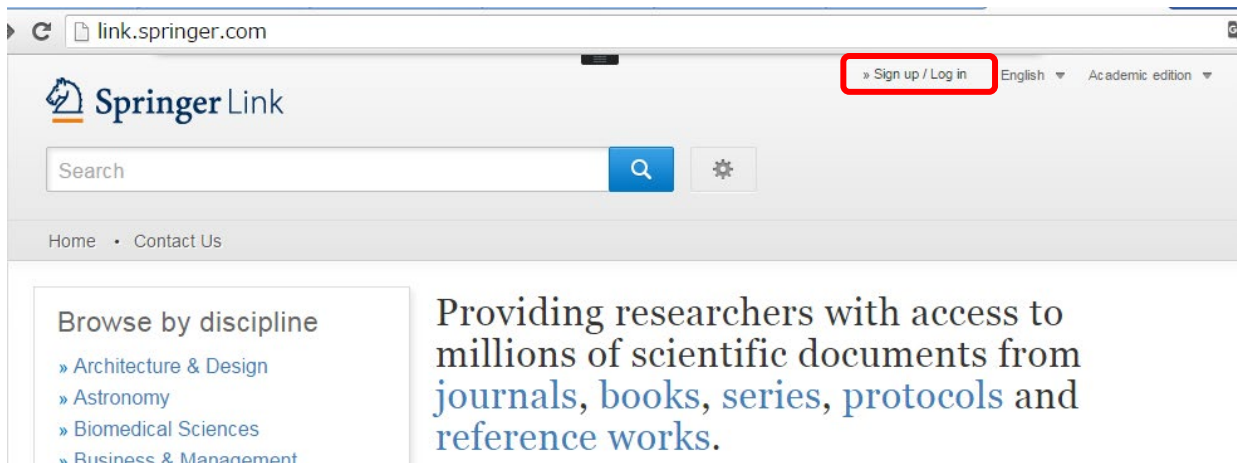 link.springer.com
» Sign up / Log in English Academic edition
Springer Link
Search
Home • Contact Us
Browse by discipline
» Architecture & Design
» Astronomy
» Biomedical Sciences
» Business & Management
Providing researchers with access to
millions of scientific documents from
journals, books, series, protocols and
reference works.